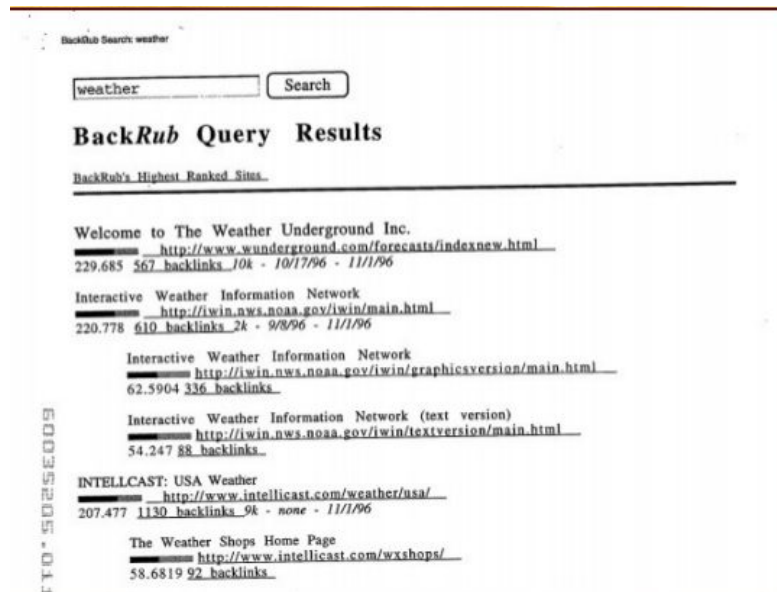 BackRub Search: weather
weather Search
BackRub Query Results
BackRub's Highest Ranked Sites
Welcome to The Weather Underground Inc.
http://www.wunderground.com/forecasts/indexnew.html
229.685 567 backlinks 10k - 10/17/96 - 11/1/96
Interactive Weather Information Network
http://iwin.nws.noaa.gov/iwin/main.html
220.778 610 backlinks 2k - 9/8/96 - 11/1/96
Interactive Weather Information Network
http://iwin.nws.noaa.gov/iwin/graphicsversion/main.html
62.5904 336 backlinks
Interactive Weather Information Network (text version)
http://iwin.nws.noaa.gov/iwin/textversion/main.html
54.247 88 backlinks
INTELLCAST: USA Weather
http://www.intellicast.com/weather/usa/
207.477 1130 backlinks 9k - none - 11/1/96
The Weather Shops Home Page
http://www.intellicast.com/wxshops/
58.6819 92 backlinks